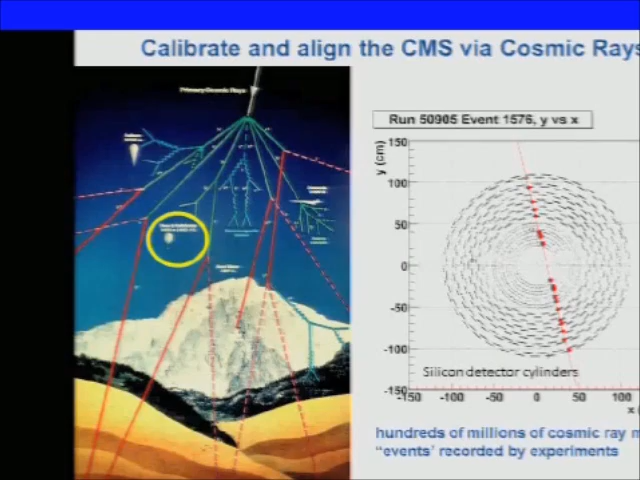 Calibrate and align the CMS via Cosmic Rays
Primary Cosmic Rays
Run 50905 Event 1576, y vs x
y (cm)
150
100
50
0
-50
-100
-150
Silicon detector cylinders
-150 -100 -50 0 50 100
x (
hundreds of millions of cosmic ray m
"events' recorded by experiments